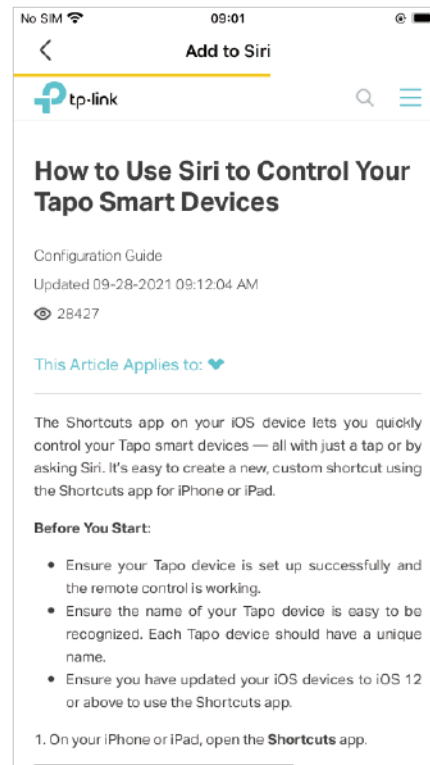 No SIM 09:01
Add to Siri
tp-link
How to Use Siri to Control Your
Tapo Smart Devices
Configuration Guide
Updated 09-28-2021 09:12:04 AM
28427
This Article Applies to:
The Shortcuts app on your iOS device lets you quickly
control your Tapo smart devices — all with just a tap or by
asking Siri. It's easy to create a new, custom shortcut using
the Shortcuts app for iPhone or iPad.
Before You Start:
• Ensure your Tapo device is set up successfully and
the remote control is working.
• Ensure the name of your Tapo device is easy to be
recognized. Each Tapo device should have a unique
name.
• Ensure you have updated your iOS devices to iOS 12
or above to use the Shortcuts app.
1. On your iPhone or iPad, open the Shortcuts app.